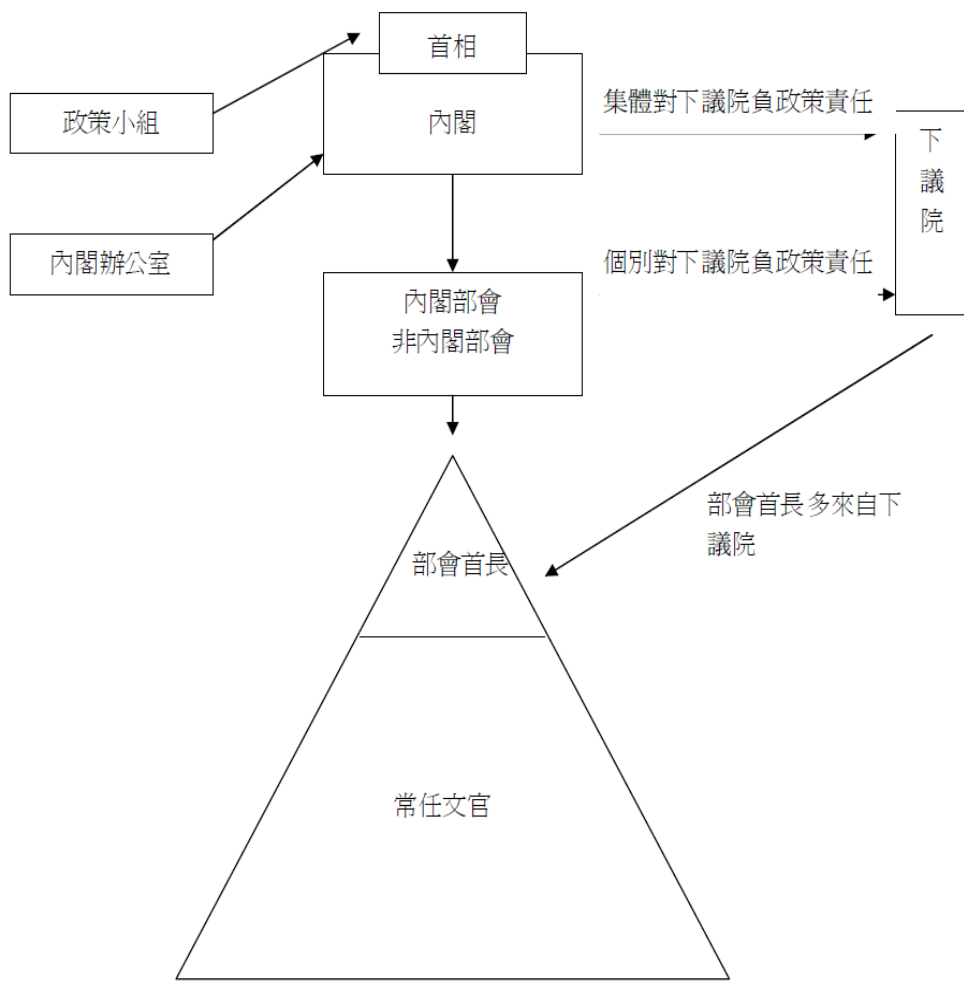 首相
內閣
政策小組
集體對下議院負政策責任
下
議
院
內閣辦公室
個別對下議院負政策責任
內閣部會
非內閣部會
部會首長多來自下
議院
部會首長
常任文官